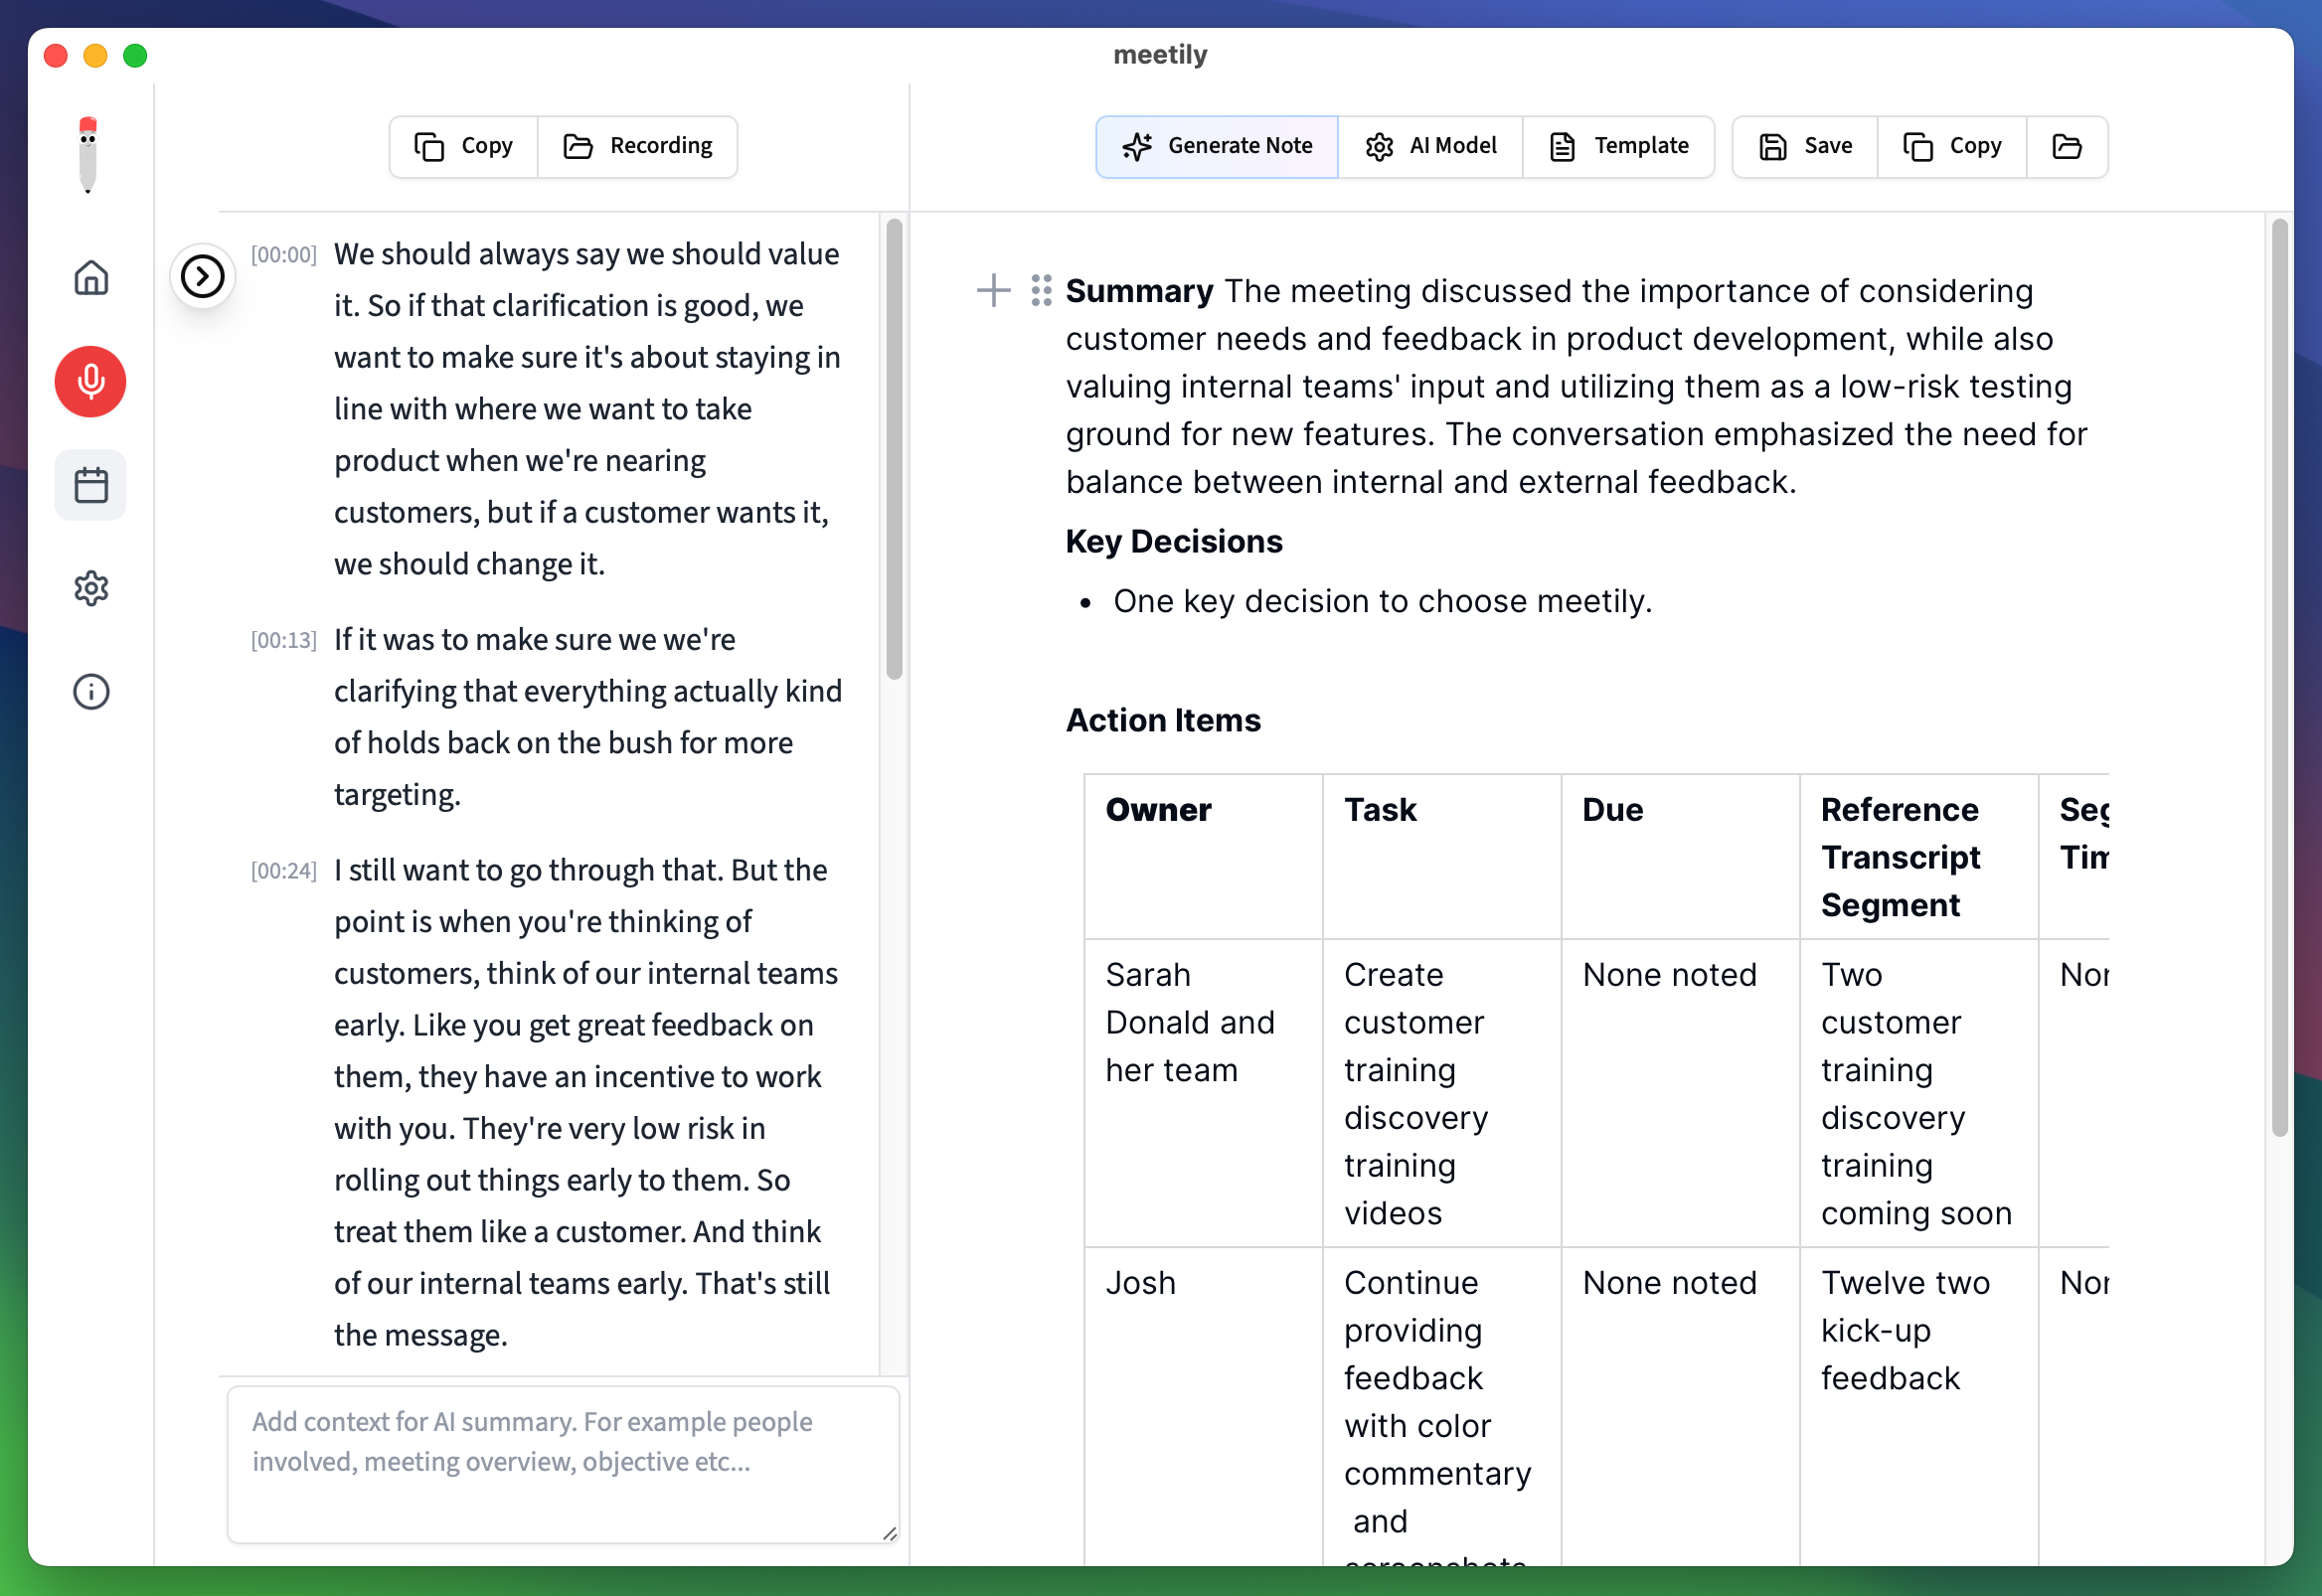 meetily
Copy
Recording
Generate Note
AI Model
Template
Save
Copy
[00:00] We should always say we should value
it. So if that clarification is good, we
want to make sure it's about staying in
line with where we want to take
product when we're nearing
customers, but if a customer wants it,
we should change it.
[00:13] If it was to make sure we we're
clarifying that everything actually kind
of holds back on the bush for more
targeting.
[00:24] I still want to go through that. But the
point is when you're thinking of
customers, think of our internal teams
early. Like you get great feedback on
them, they have an incentive to work
with you. They're very low risk in
rolling out things early to them. So
treat them like a customer. And think
of our internal teams early. That's still
the message.
Add context for AI summary. For example people
involved, meeting overview, objective etc...
Summary The meeting discussed the importance of considering
customer needs and feedback in product development, while also
valuing internal teams' input and utilizing them as a low-risk testing
ground for new features. The conversation emphasized the need for
balance between internal and external feedback.
Key Decisions
• One key decision to choose meetily.
Action Items
Owner
Task
Due
Reference
Transcript
Segment
Sarah
Donald and
her team
Create
customer
training
discovery
training
videos
None noted
Two
customer
training
discovery
training
coming soon
Josh
Continue
providing
feedback
with color
commentary
and
None noted
Twelve two
kick-up
feedback